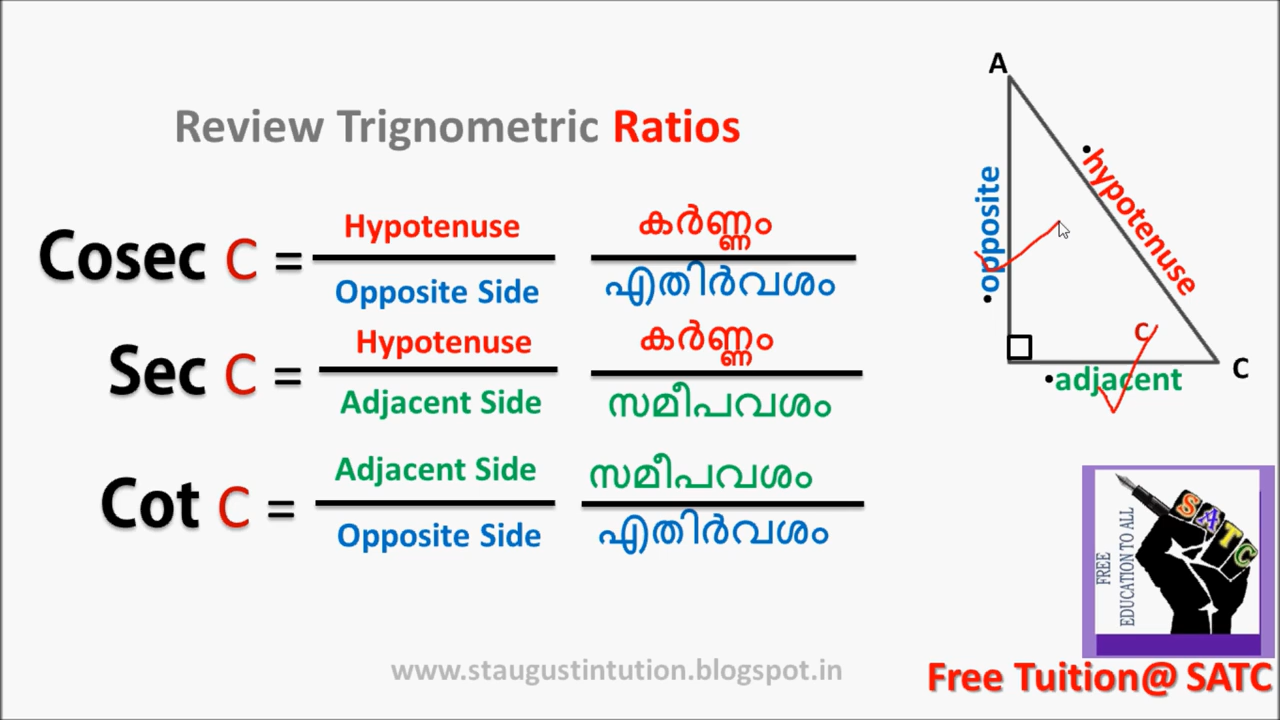 Review Trignometric Ratios
Cosec C = Hypotenuse / Opposite Side കർണ്ണം / എതിർവശം
Sec C = Hypotenuse / Adjacent Side കർണ്ണം / സമീപവശം
Cot C = Adjacent Side / Opposite Side സമീപവശം / എതിർവശം
A
•opposite
•hypotenuse
C
C
•adjacent
FREE
EDUCATION TO ALL
SATC
www.staugustintution.blogspot.in
Free Tuition@ SATC